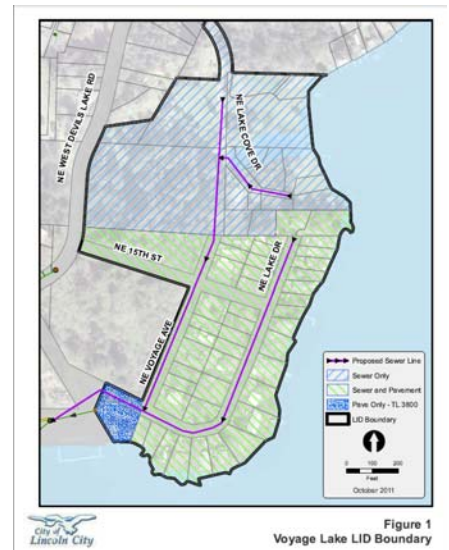 NE WEST DEVILS LAKE RD
NE LAKE COVE DR
NE 15TH ST
NE LAKE DR
NE VOYAGE AVE
Proposed Sewer Line
Sewer Only
Sewer and Pavement
Pave Only - TL 3800
LID Boundary
0 100 200
Feet
October 2011
City of
Lincoln City
Figure 1
Voyage Lake LID Boundary